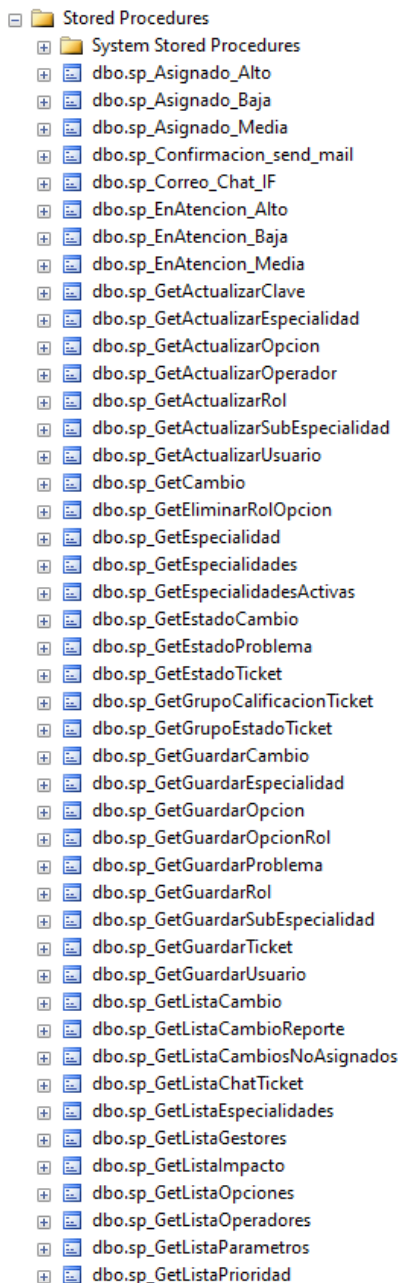 Stored Procedures
System Stored Procedures
dbo.sp_Asignado_Alto
dbo.sp_Asignado_Baja
dbo.sp_Asignado_Media
dbo.sp_Confirmacion_send_mail
dbo.sp_Correo_Chat_IF
dbo.sp_EnAtencion_Alto
dbo.sp_EnAtencion_Baja
dbo.sp_EnAtencion_Media
dbo.sp_GetActualizarClave
dbo.sp_GetActualizarEspecialidad
dbo.sp_GetActualizarOpcion
dbo.sp_GetActualizarOperador
dbo.sp_GetActualizarRol
dbo.sp_GetActualizarSubEspecialidad
dbo.sp_GetActualizarUsuario
dbo.sp_GetCambio
dbo.sp_GetEliminarRolOpcion
dbo.sp_GetEspecialidad
dbo.sp_GetEspecialidades
dbo.sp_GetEspecialidadesActivas
dbo.sp_GetEstadoCambio
dbo.sp_GetEstadoProblema
dbo.sp_GetEstadoTicket
dbo.sp_GetGrupoCalificacionTicket
dbo.sp_GetGrupoEstadoTicket
dbo.sp_GetGuardarCambio
dbo.sp_GetGuardarEspecialidad
dbo.sp_GetGuardarOpcion
dbo.sp_GetGuardarOpcionRol
dbo.sp_GetGuardarProblema
dbo.sp_GetGuardarRol
dbo.sp_GetGuardarSubEspecialidad
dbo.sp_GetGuardarTicket
dbo.sp_GetGuardarUsuario
dbo.sp_GetListaCambio
dbo.sp_GetListaCambioReporte
dbo.sp_GetListaCambiosNoAsignados
dbo.sp_GetListaChatTicket
dbo.sp_GetListaEspecialidades
dbo.sp_GetListaGestores
dbo.sp_GetListaImpacto
dbo.sp_GetListaOpciones
dbo.sp_GetListaOperadores
dbo.sp_GetListaParametros
dbo.sp_GetListaPrioridad